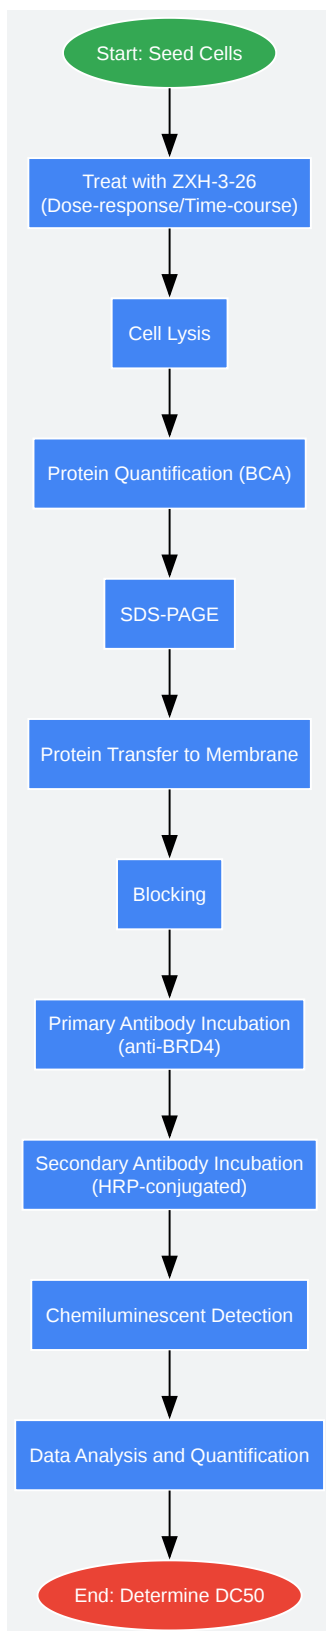 Start: Seed Cells
Treat with ZXH-3-26
(Dose-response/Time-course)
Cell Lysis
Protein Quantification (BCA)
SDS-PAGE
Protein Transfer to Membrane
Blocking
Primary Antibody Incubation
(anti-BRD4)
Secondary Antibody Incubation
(HRP-conjugated)
Chemiluminescent Detection
Data Analysis and Quantification
End: Determine DC50